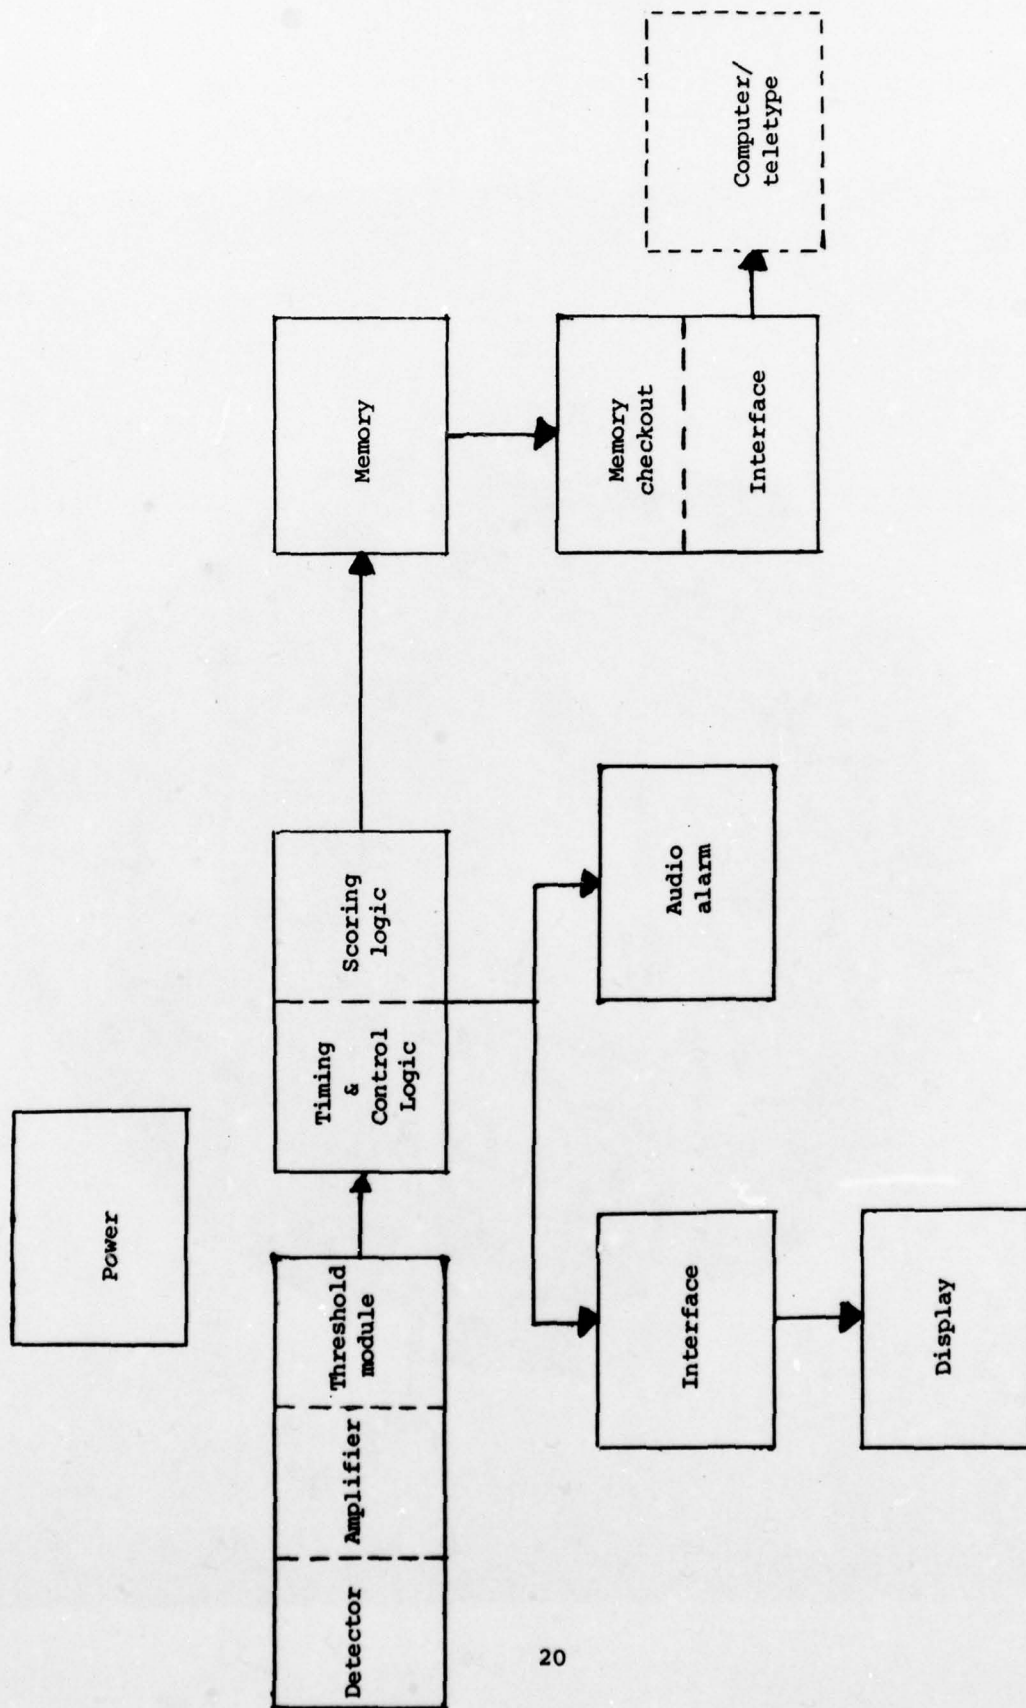 Power
Detector
Amplifier
Threshold
module
Timing
&
Control
Logic
Scoring
logic
Memory
Interface
Display
Audio
alarm
Memory
checkout
Interface
Computer/
teletype
20